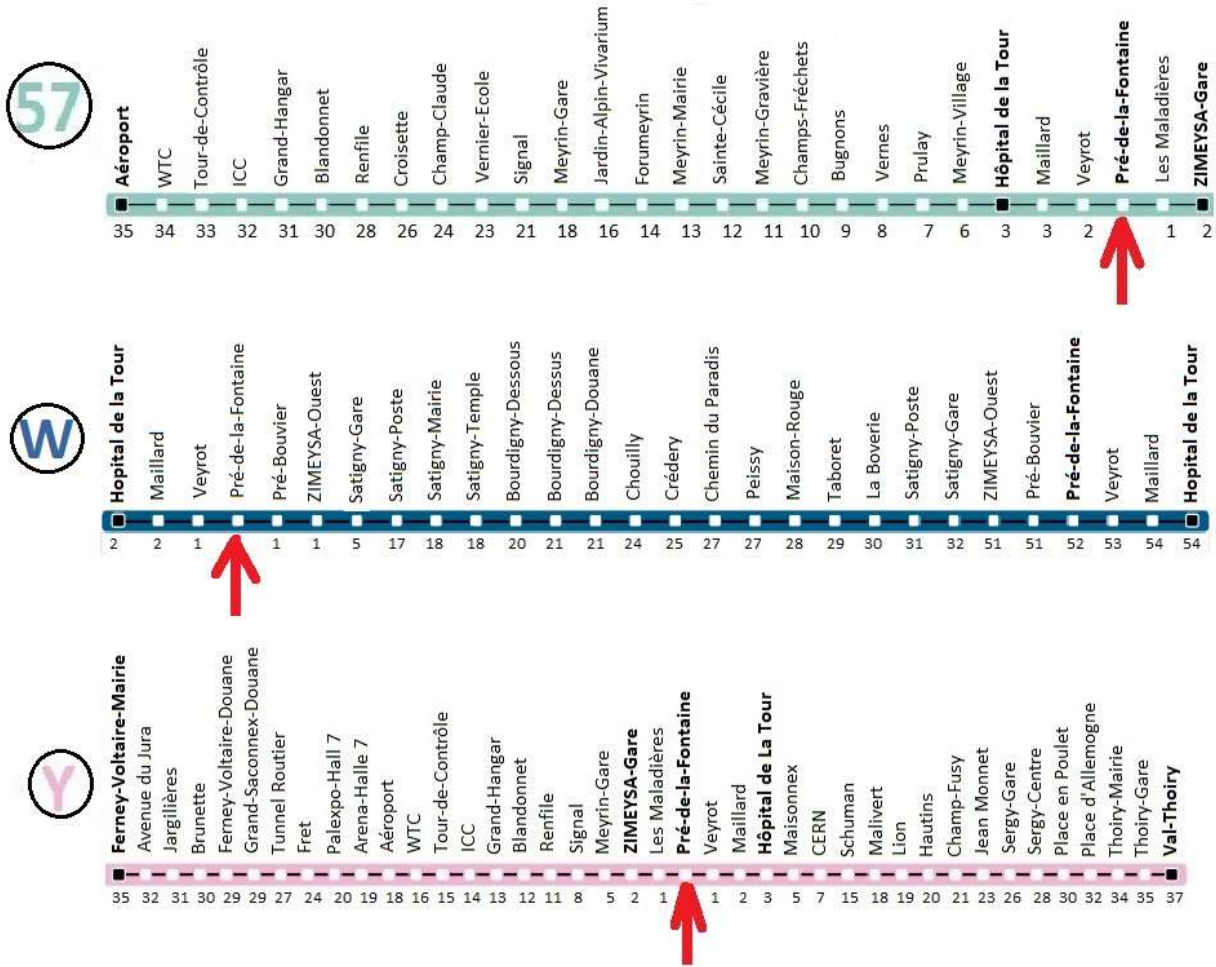 57
Aéroport
WTC
Tour-de-Contrôle
ICC
Grand-Hangar
Blandonnet
Renfile
Croisette
Champ-Claude
Vernier-Ecole
Signal
Meyrin-Gare
Jardin-Alpin-Vivarium
Forumeyrin
Meyrin-Mairie
Sainte-Cécile
Meyrin-Gravière
Champs-Fréchets
Bugnons
Vernes
Prulay
Meyrin-Village
Hôpital de la Tour
Maillard
Veyrot
Pré-de-la-Fontaine
Les Maladières
ZIMEYSA-Gare
35 34 33 32 31 30 28 26 24 23 21 18 16 14 13 12 11 10 9 8 7 6 3 3 2 1 2
W
Hopital de la Tour
Maillard
Veyrot
Pré-de-la-Fontaine
Pré-Bouvier
ZIMEYSA-Ouest
Satigny-Gare
Satigny-Poste
Satigny-Mairie
Satigny-Temple
Bourdigny-Dessous
Bourdigny-Dessus
Bourdigny-Douane
Chouilly
Crédery
Chemin du Paradis
Peissy
Maison-Rouge
Taboret
La Boverie
Satigny-Poste
Satigny-Gare
ZIMEYSA-Ouest
Pré-Bouvier
Pré-de-la-Fontaine
Veyrot
Maillard
Hopital de la Tour
2 2 1 1 1 5 17 18 18 20 21 21 24 25 27 27 28 29 30 31 32 51 51 52 53 54 54
Y
Ferney-Voltaire-Mairie
Avenue du Jura
Jargilières
Brunette
Ferney-Voltaire-Douane
Grand-Saconnex-Douane
Tunnel Routier
Fret
Palexpo-Hall 7
Arena-Halle 7
Aéroport
WTC
Tour-de-Contrôle
ICC
Grand-Hangar
Blandonnet
Renfile
Signal
Meyrin-Gare
ZIMEYSA-Gare
Les Maladières
Pré-de-la-Fontaine
Veyrot
Maillard
Hôpital de La Tour
Maisonnex
CERN
Schuman
Malivert
Lion
Hautins
Champ-Fusy
Jean Monnet
Sergy-Gare
Sergy-Centre
Place en Poulet
Place d'Allemogne
Thoiry-Mairie
Thoiry-Gare
Val-Thoiry
35 32 31 30 29 29 27 24 20 19 18 16 15 14 13 12 11 8 5 2 1 1 2 3 5 7 15 18 19 20 21 23 26 28 30 32 34 35 37